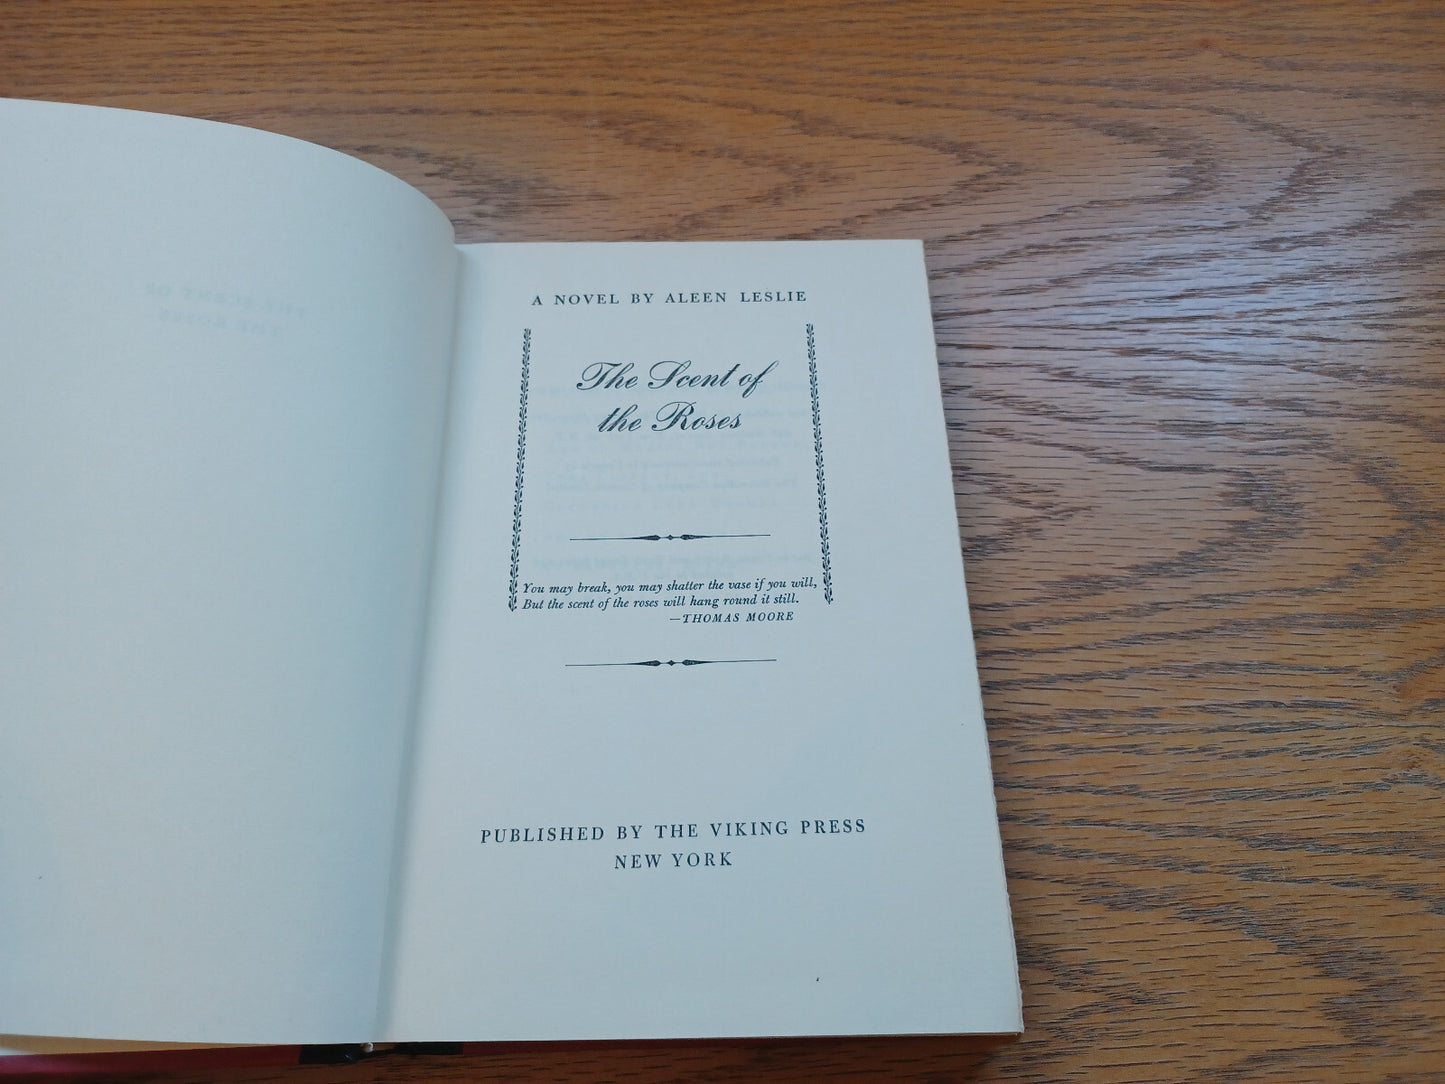 A NOVEL BY ALEEN LESLIE
The Scent of
the Roses
You may break, you may shatter the vase if you will,
But the scent of the roses will hang round it still.
—THOMAS MOORE
PUBLISHED BY THE VIKING PRESS
NEW YORK